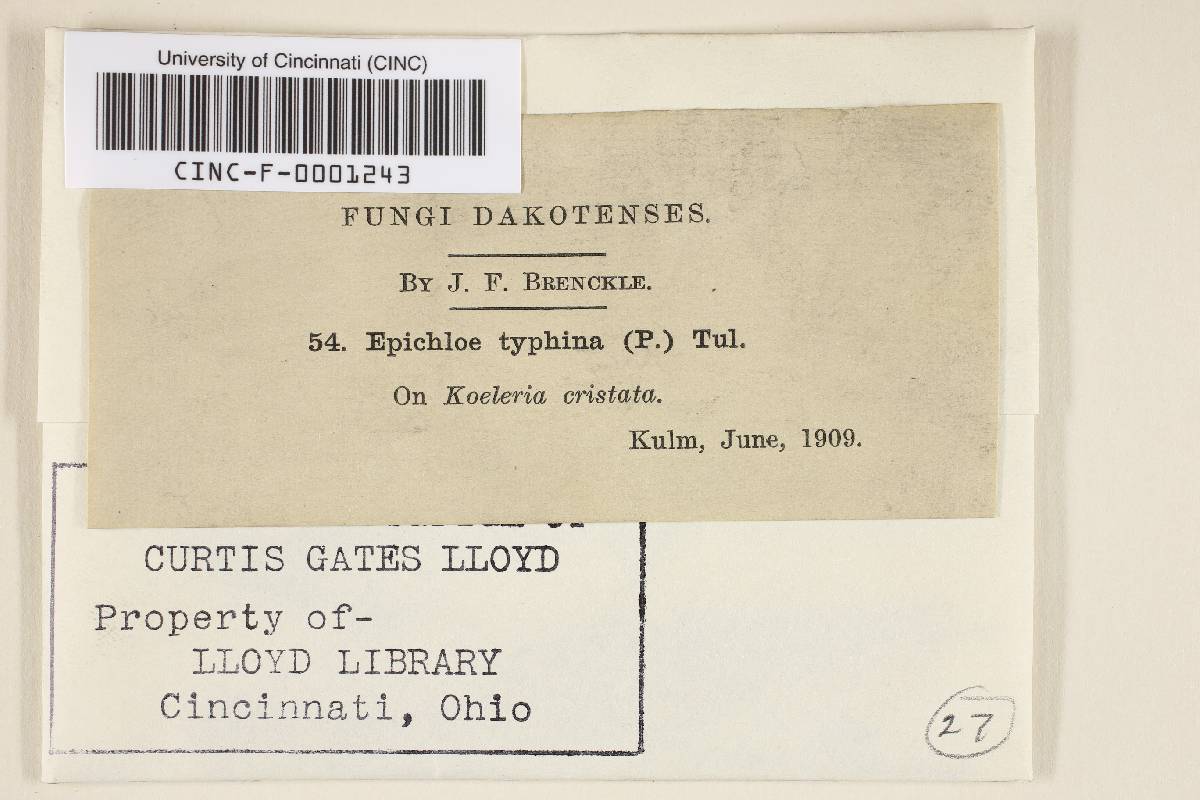 University of Cincinnati (CINC)
CINC-F-0001243
FUNGI DAKOTENSES.
BY J. F. BRENCKLE.
54. Epichloe typhina (P.) Tul.
On Koeleria cristata.
Kulm, June, 1909.
CURTIS GATES LLOYD
Property of-
LLOYD LIBRARY
Cincinnati, Ohio
27